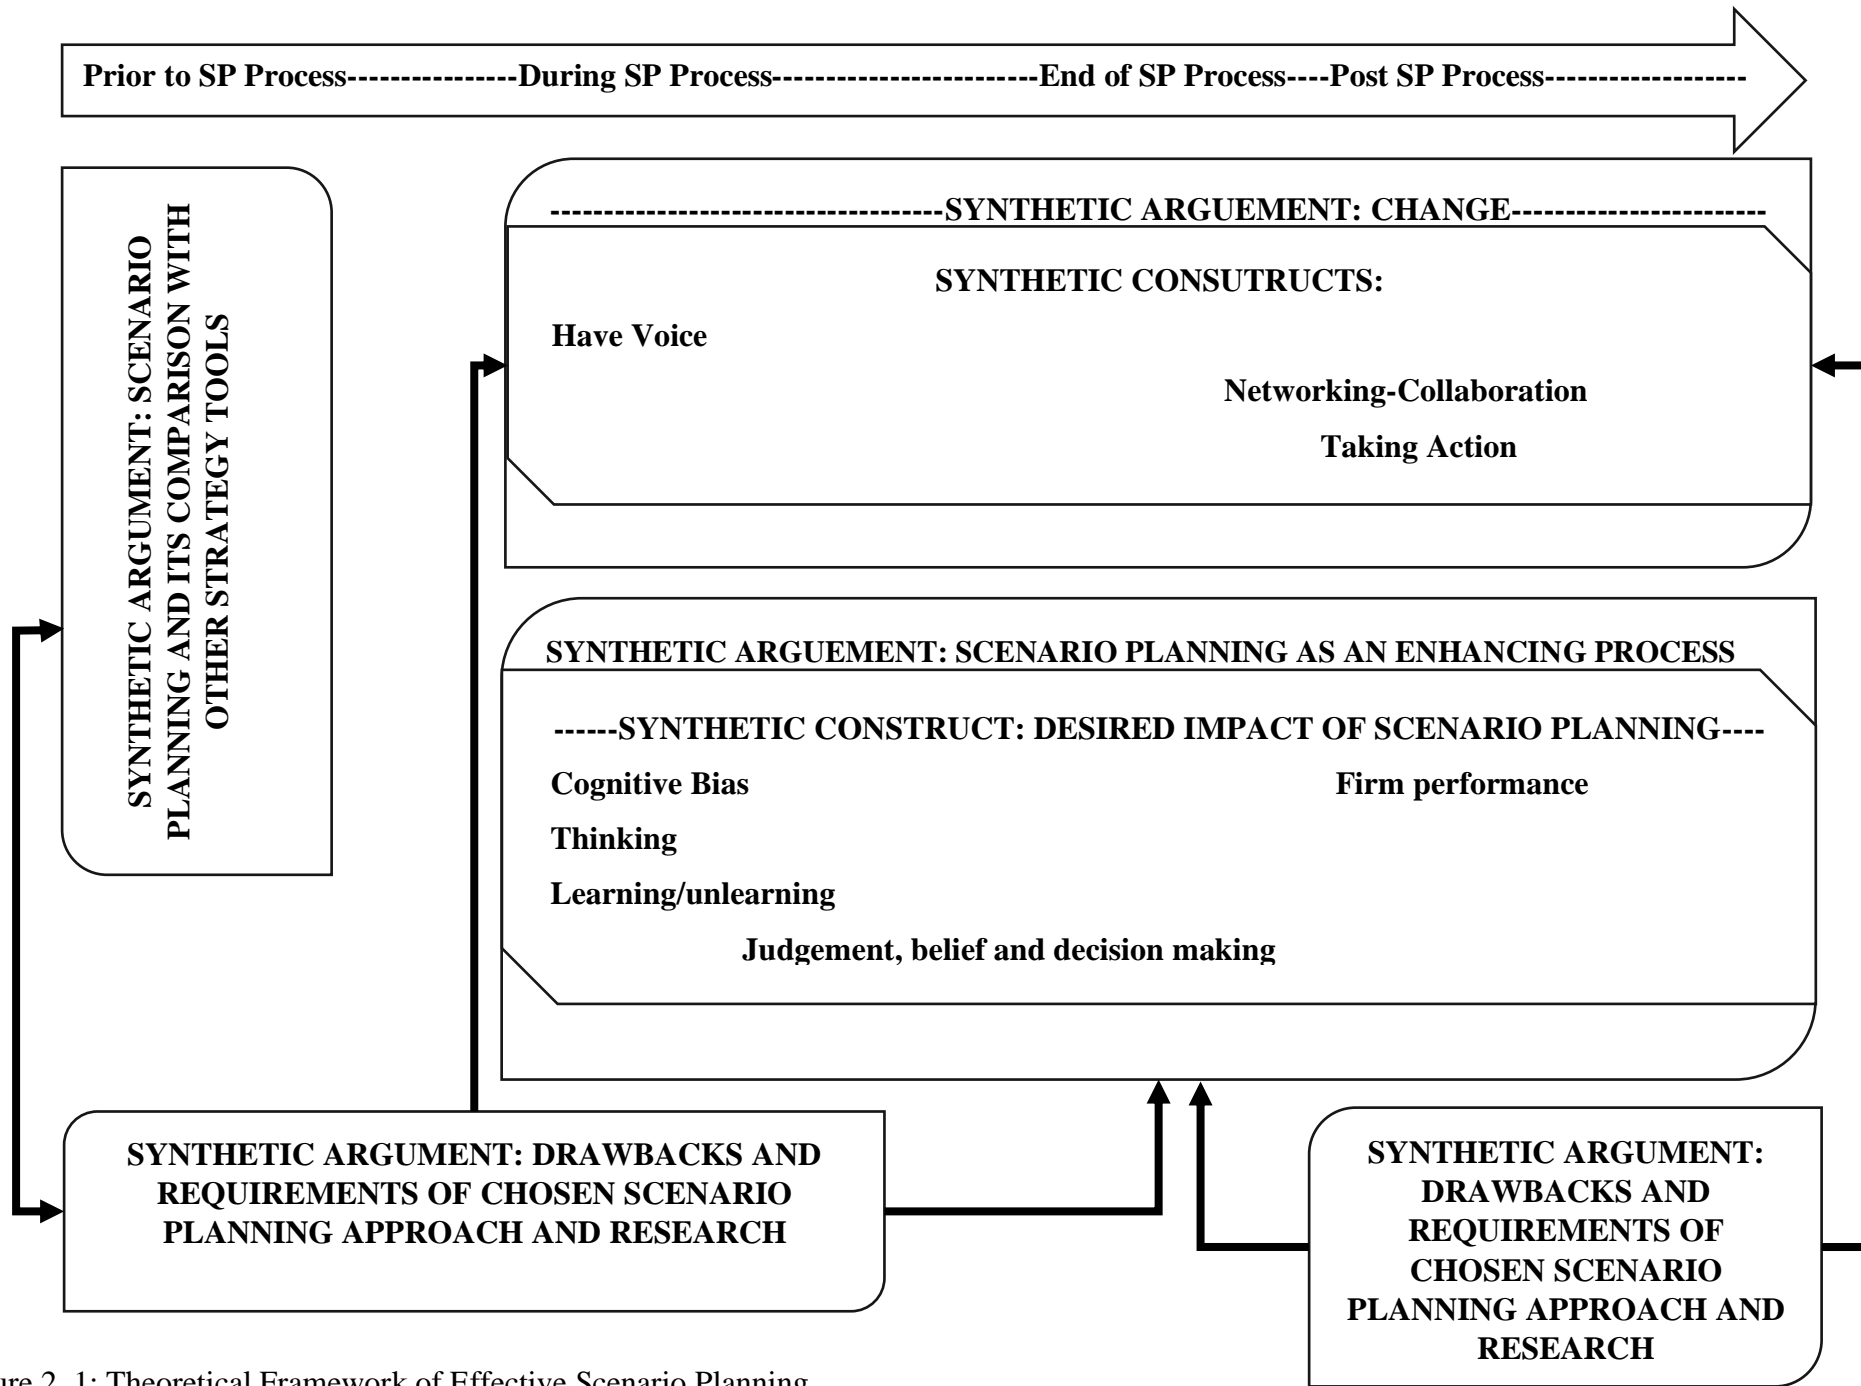 Prior to SP Process----------------During SP Process-------------------------End of SP Process----Post SP Process-------------------
SYNTHETIC ARGUMENT: SCENARIO
PLANNING AND ITS COMPARISON WITH
OTHER STRATEGY TOOLS
-------------------------------------SYNTHETIC ARGUEMENT: CHANGE------------------------
SYNTHETIC CONSUTRUCTS:
Have Voice
Networking-Collaboration
Taking Action
SYNTHETIC ARGUEMENT: SCENARIO PLANNING AS AN ENHANCING PROCESS
------SYNTHETIC CONSTRUCT: DESIRED IMPACT OF SCENARIO PLANNING----
Cognitive Bias Firm performance
Thinking
Learning/unlearning
Judgement, belief and decision making
SYNTHETIC ARGUMENT: DRAWBACKS AND
REQUIREMENTS OF CHOSEN SCENARIO
PLANNING APPROACH AND RESEARCH
SYNTHETIC ARGUMENT:
DRAWBACKS AND
REQUIREMENTS OF
CHOSEN SCENARIO
PLANNING APPROACH AND
RESEARCH
ure 2. 1: Theoretical Framework of Effective Scenario Planning